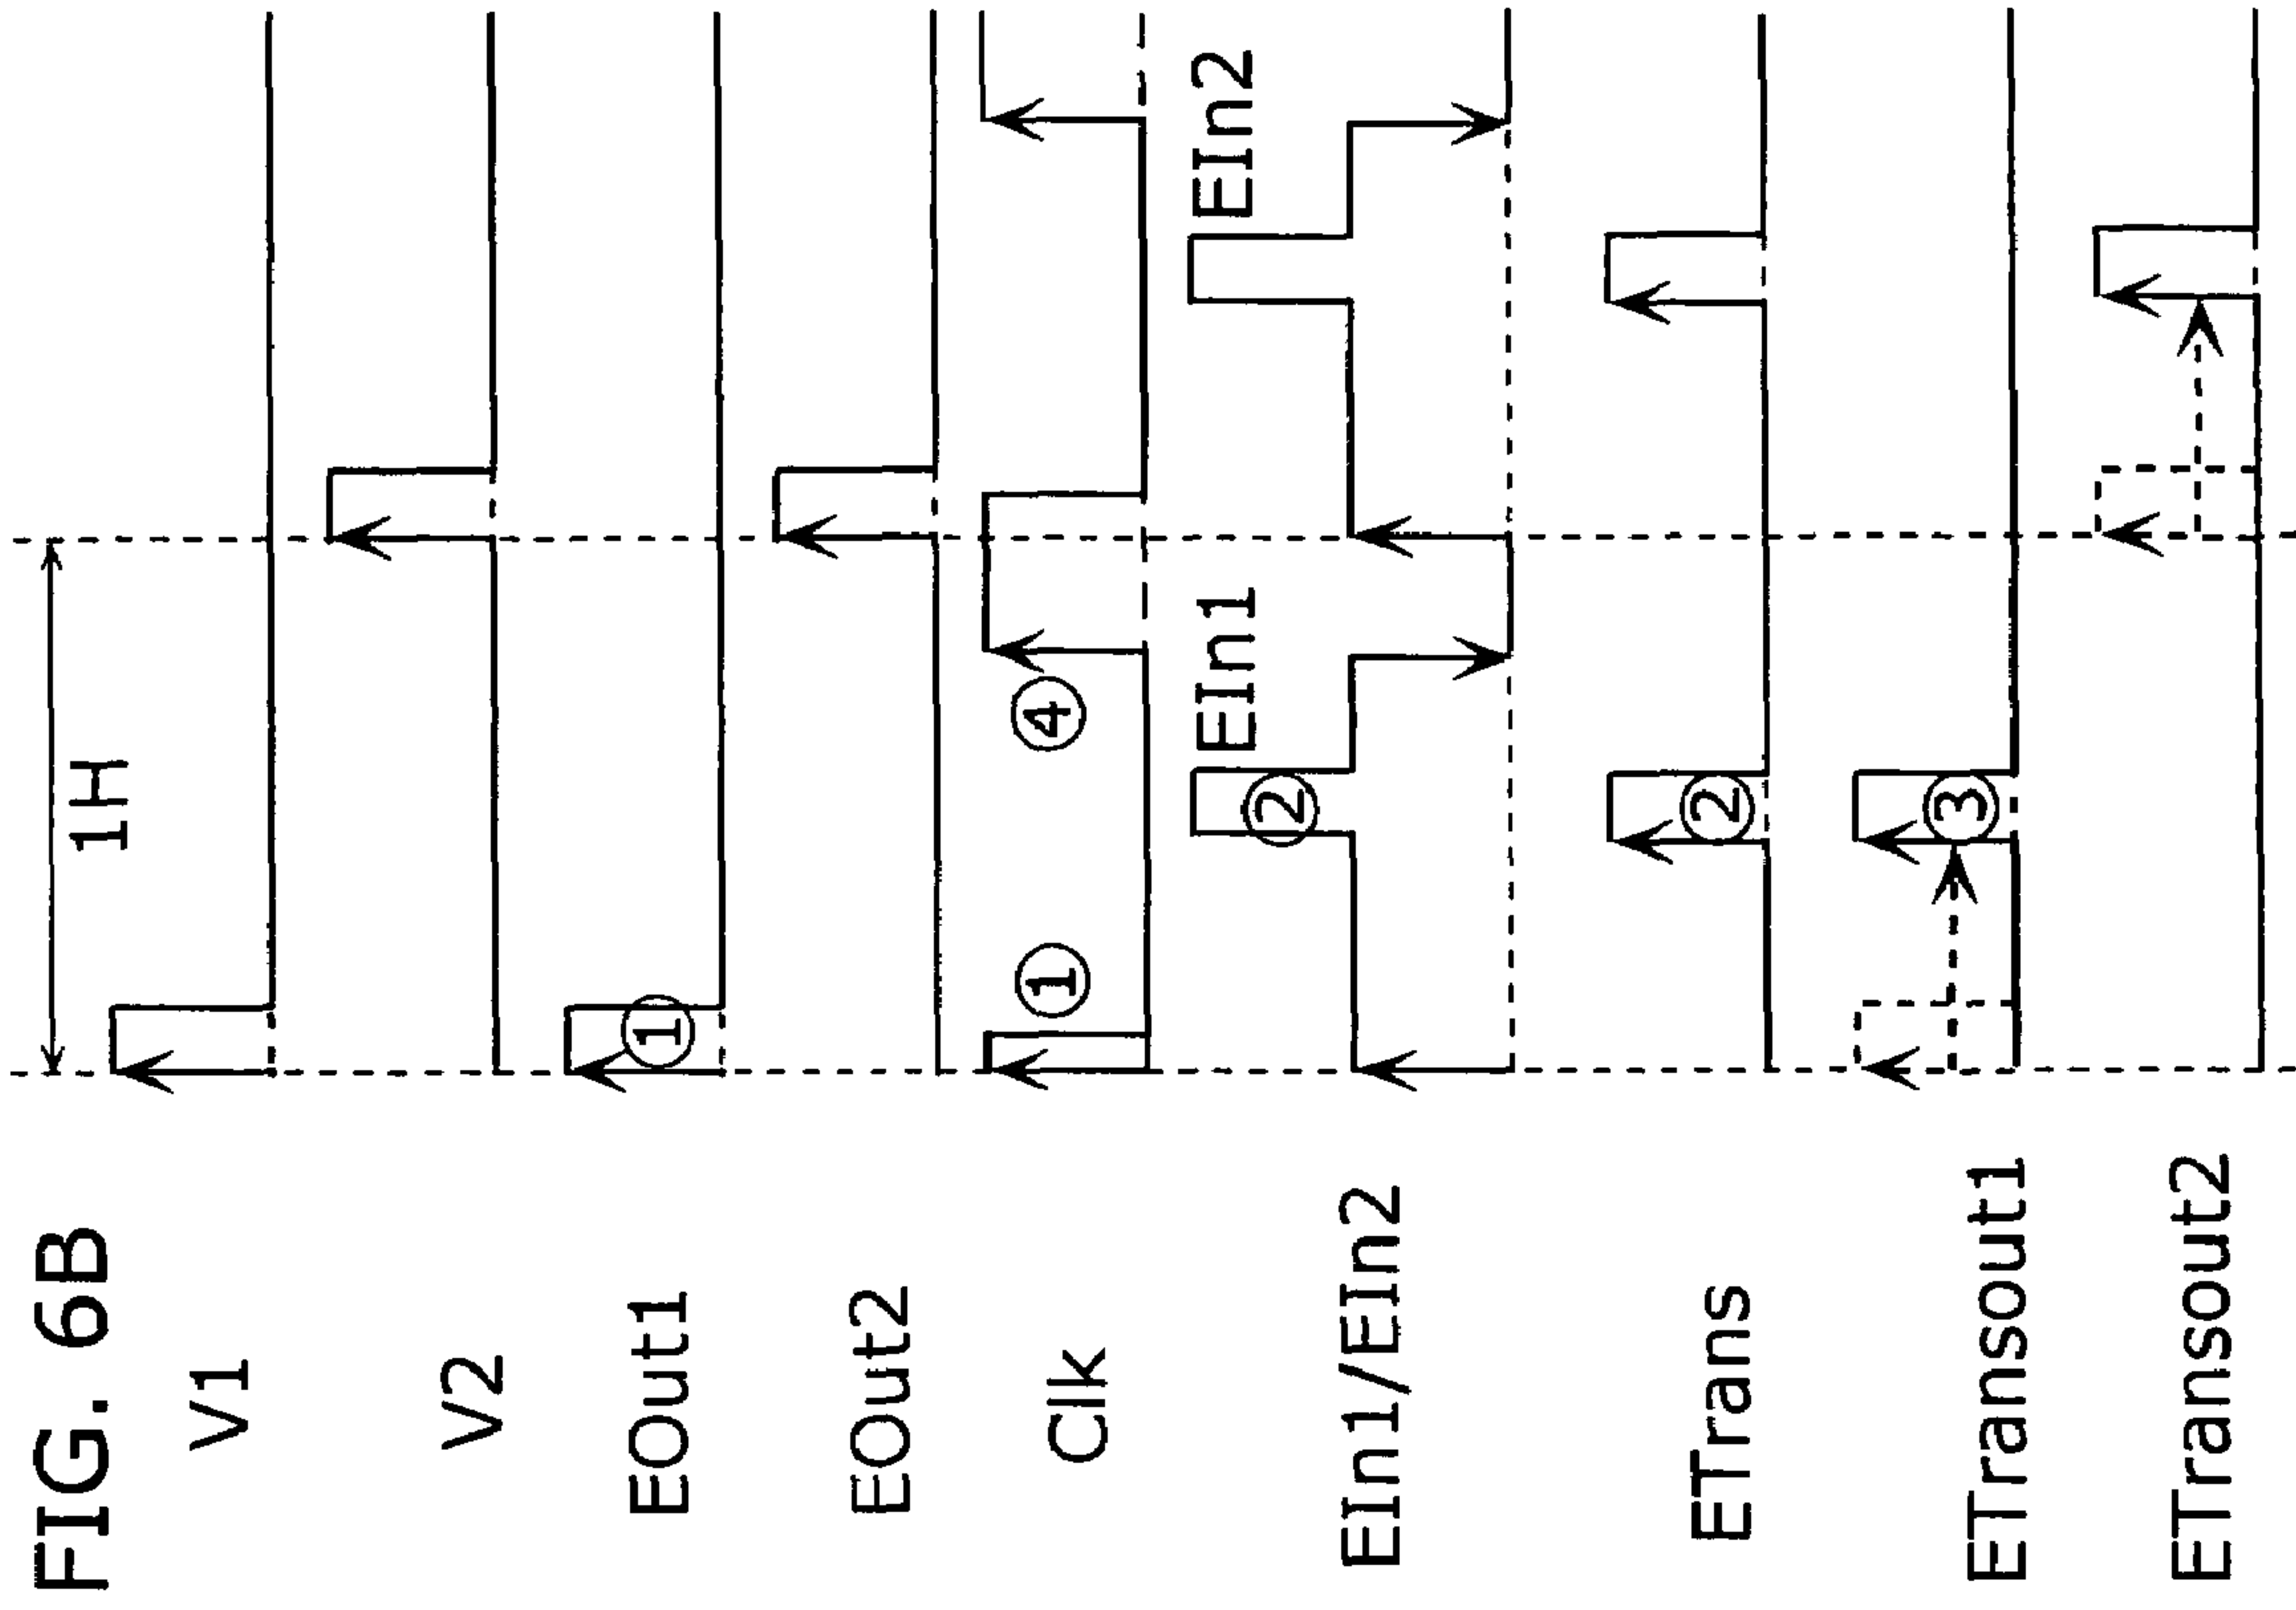 FIG. 6B
1H
V1
V2
EOut1
①
EOut2
Clk
①
④
EIn1/EIn2
②
EIn1
EIn2
ETrans
②
ETransout1
③
ETransout2